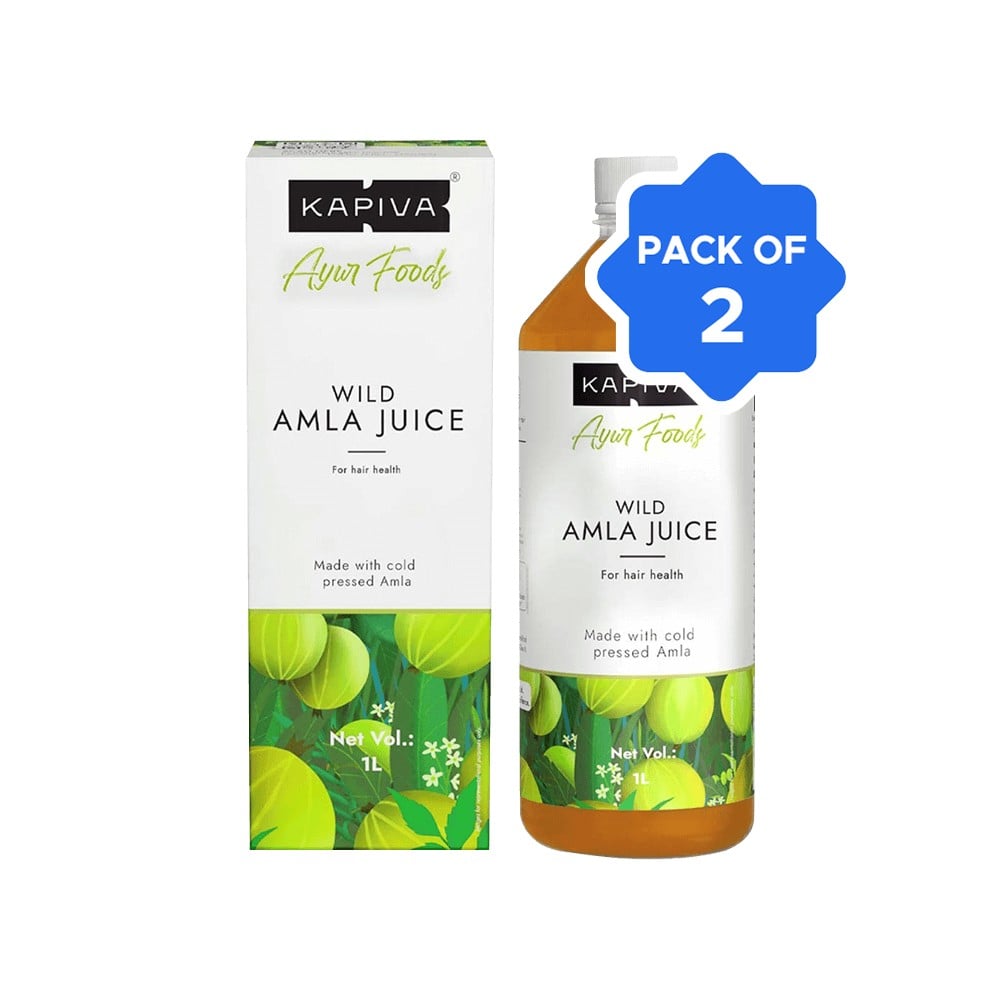 KAPIVA
®
Ayur Foods
WILD
AMLA JUICE
For hair health
Made with cold
pressed Amla
Net Vol.:
1L
PACK OF
2
KAPIVA
Ayur Foods
WILD
AMLA JUICE
For hair health
Made with cold
pressed Amla
Net Vol.:
1L